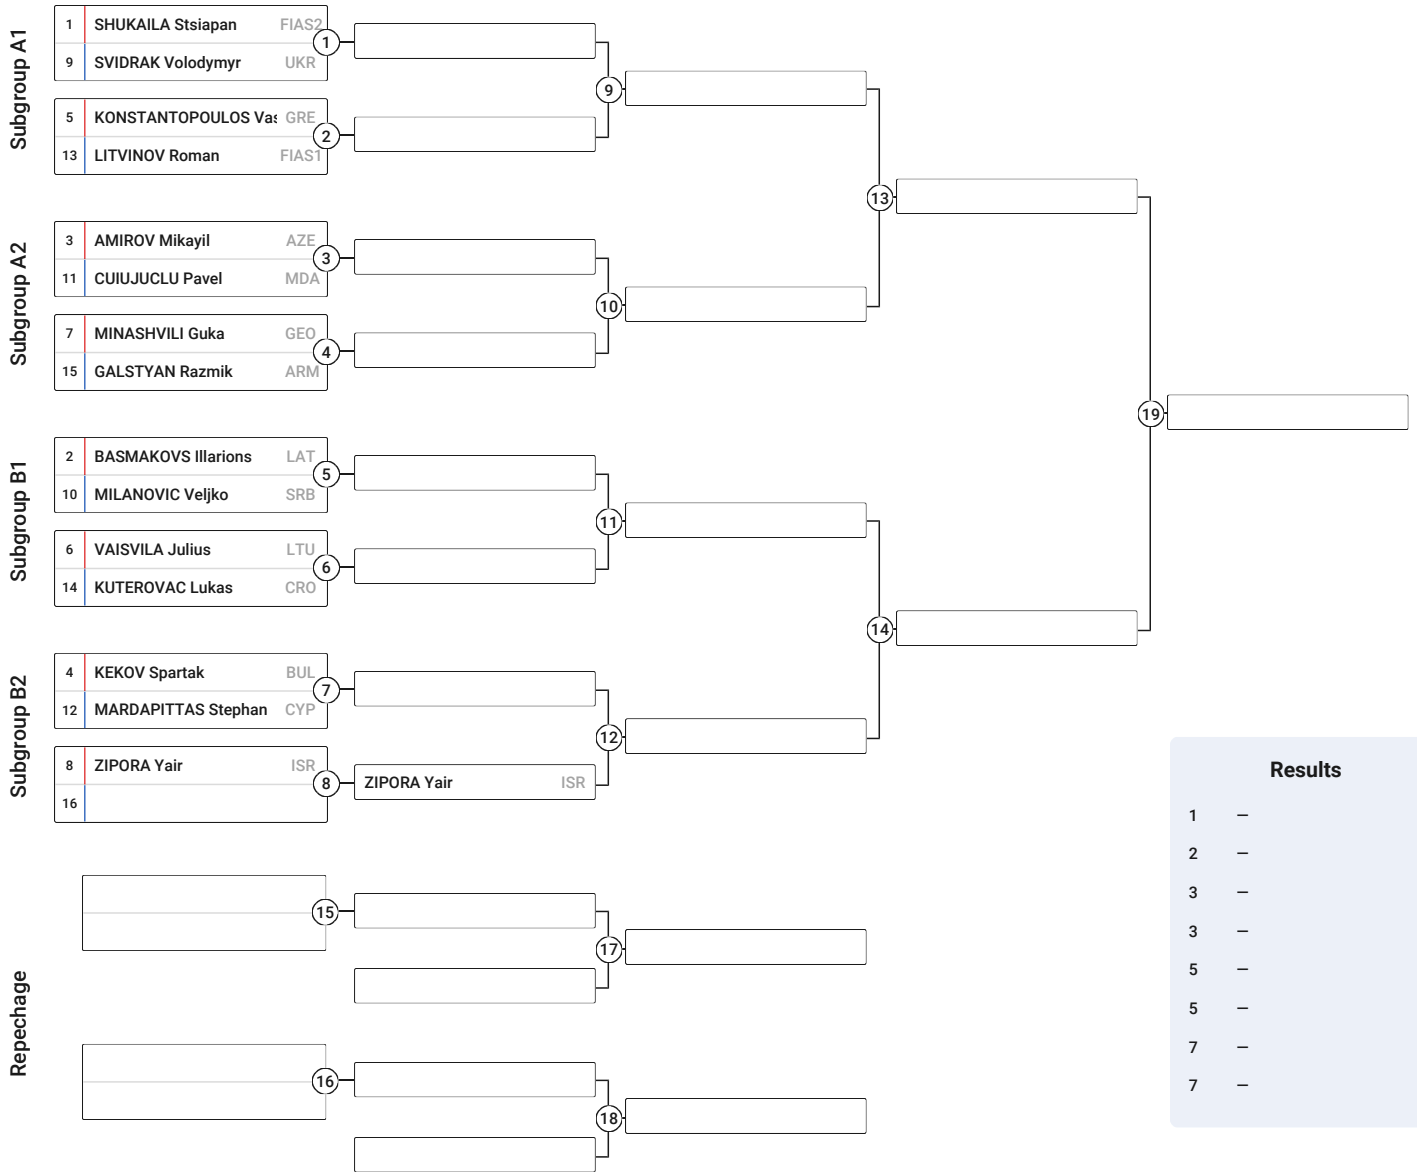 Subgroup A1
1 SHUKAILA Stsiapan FIAS2
9 SVIDRAK Volodymyr UKR
1
5 KONSTANTOPOULOS Vas GRE
13 LITVINOV Roman FIAS1
2
9
Subgroup A2
3 AMIROV Mikayil AZE
11 CUIUJUCLU Pavel MDA
3
7 MINASHVILI Guka GEO
15 GALSTYAN Razmik ARM
4
10
13
Subgroup B1
2 BASMAKOVS Illarions LAT
10 MILANOVIC Veljko SRB
5
6 VAISVILA Julius LTU
14 KUTEROVAC Lukas CRO
6
11
Subgroup B2
4 KEKOV Spartak BUL
12 MARDAPITTAS Stephan CYP
7
8 ZIPORA Yair ISR
16
8
ZIPORA Yair ISR
12
14
19
Repechage
15
17
16
18
Results
1 –
2 –
3 –
3 –
5 –
5 –
7 –
7 –